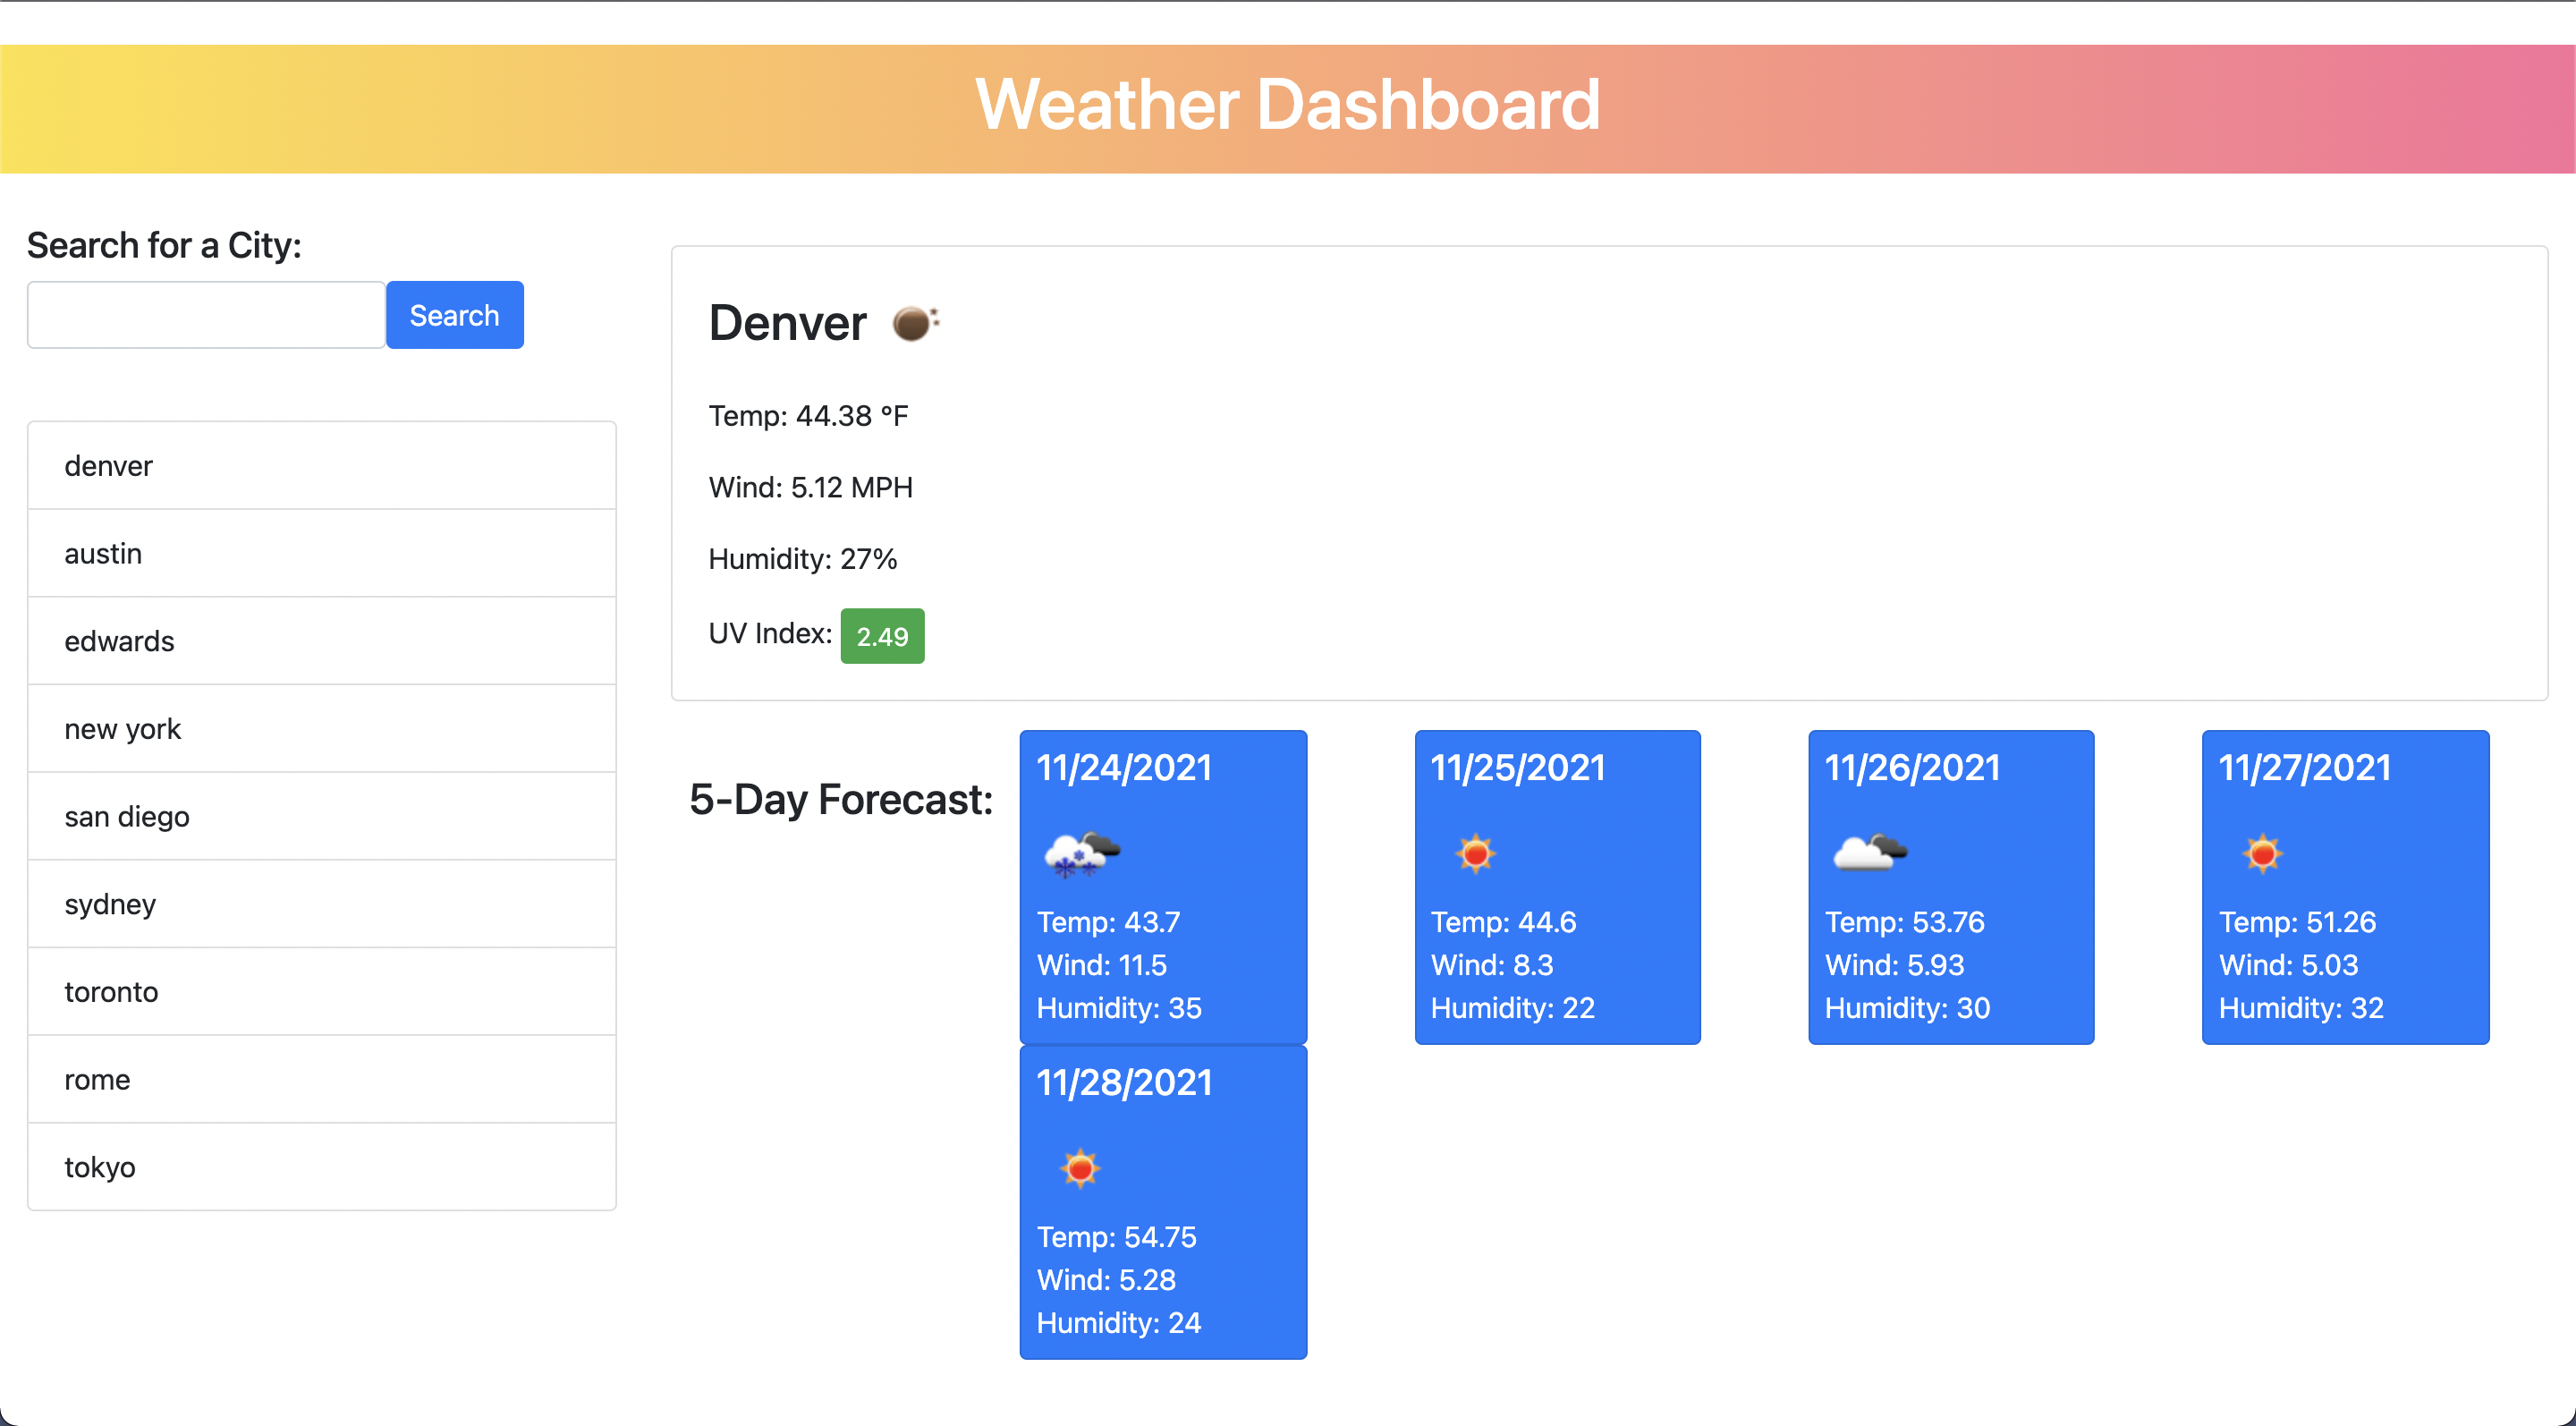 Weather Dashboard
Search for a City:
Search
denver
austin
edwards
new york
san diego
sydney
toronto
rome
tokyo
Denver
Temp: 44.38 °F
Wind: 5.12 MPH
Humidity: 27%
UV Index: 2.49
5-Day Forecast:
11/24/2021
Temp: 43.7
Wind: 11.5
Humidity: 35
11/25/2021
Temp: 44.6
Wind: 8.3
Humidity: 22
11/26/2021
Temp: 53.76
Wind: 5.93
Humidity: 30
11/27/2021
Temp: 51.26
Wind: 5.03
Humidity: 32
11/28/2021
Temp: 54.75
Wind: 5.28
Humidity: 24